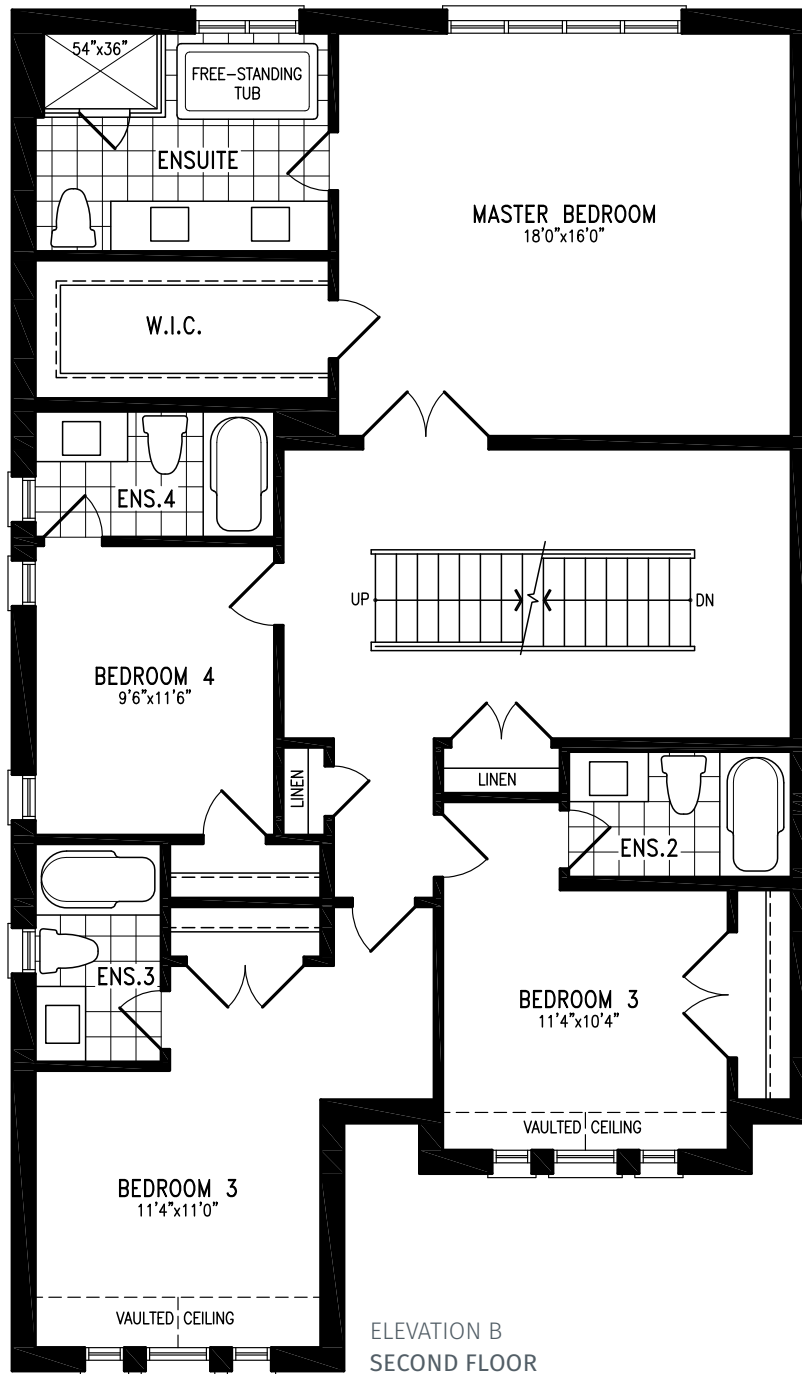 54"x36"
FREE-STANDING
TUB
ENSUITE
MASTER BEDROOM
18'0"x16'0"
W.I.C.
ENS.4
UP
DN
BEDROOM 4
9'6"x11'6"
LINEN
LINEN
ENS.2
ENS.3
BEDROOM 3
11'4"x10'4"
VAULTED CEILING
BEDROOM 3
11'4"x11'0"
VAULTED CEILING
ELEVATION B
SECOND FLOOR